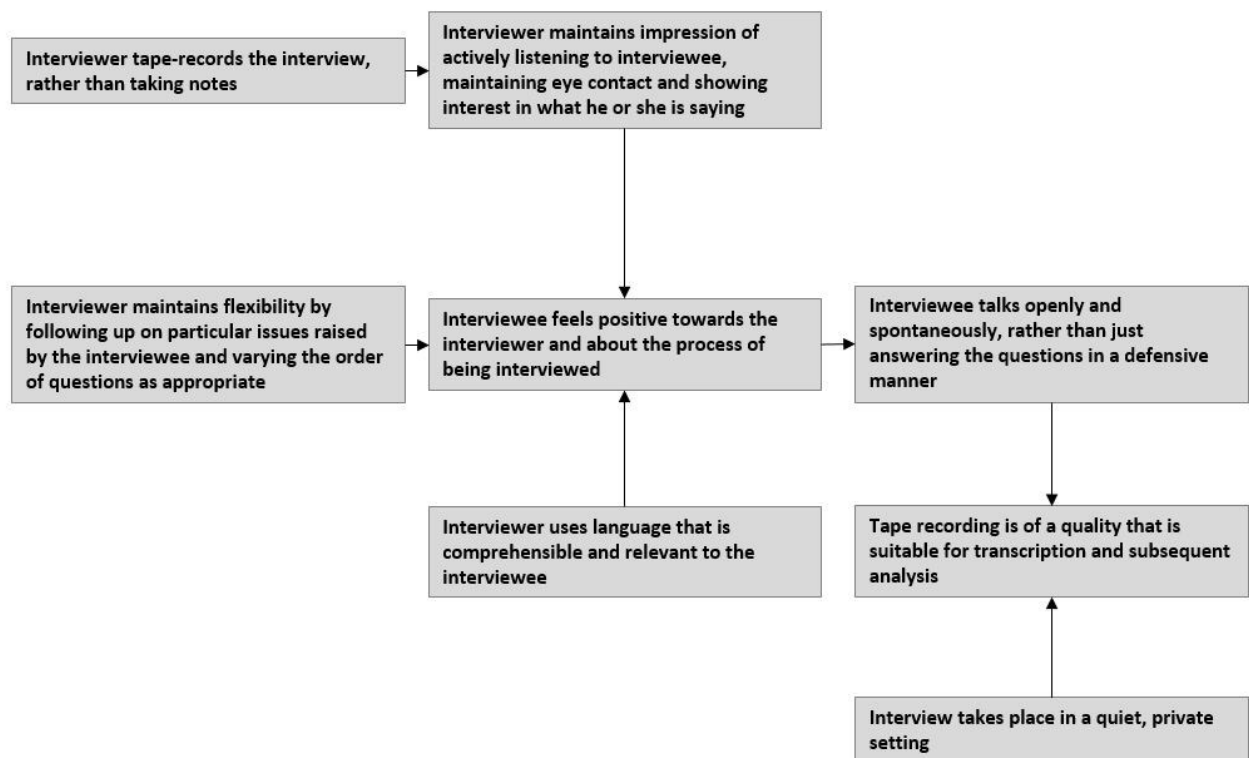 Interviewer tape-records the interview,
rather than taking notes
Interviewer maintains impression of
actively listening to interviewee,
maintaining eye contact and showing
interest in what he or she is saying
Interviewer maintains flexibility by
following up on particular issues raised
by the interviewee and varying the order
of questions as appropriate
Interviewee feels positive towards the
interviewer and about the process of
being interviewed
Interviewee talks openly and
spontaneously, rather than just
answering the questions in a defensive
manner
Interviewer uses language that is
comprehensible and relevant to the
interviewee
Tape recording is of a quality that is
suitable for transcription and subsequent
analysis
Interview takes place in a quiet, private
setting